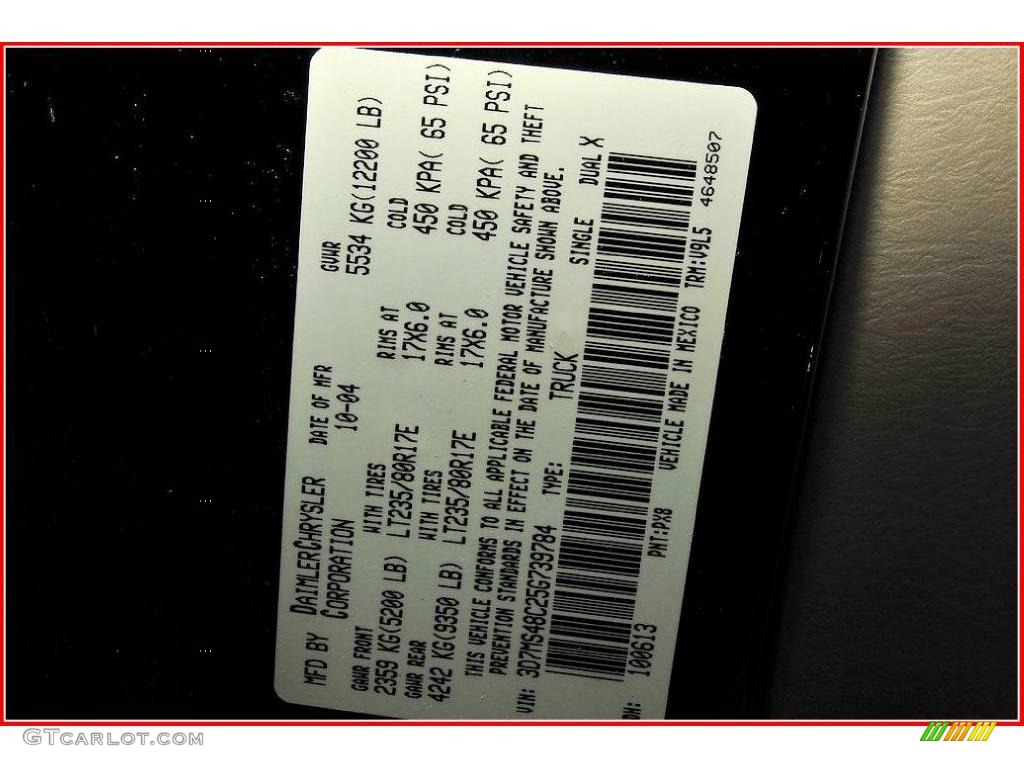 MFD BY DAIMLERCHRYSLER CORPORATION DATE OF MFR 10-04 GVWR 5534 KG(12200 LB)
GAWR FRONT WITH TIRES RIMS AT COLD
2359 KG(5200 LB) LT235/80R17E 17X6.0 450 KPA( 65 PSI)
GAWR REAR WITH TIRES RIMS AT COLD
4242 KG(9350 LB) LT235/80R17E 17X6.0 450 KPA( 65 PSI)
THIS VEHICLE CONFORMS TO ALL APPLICABLE FEDERAL MOTOR VEHICLE SAFETY AND THEFT
PREVENTION STANDARDS IN EFFECT ON THE DATE OF MANUFACTURE SHOWN ABOVE.
VIN: 3D7MS48C25G739784 TYPE: TRUCK SINGLE DUAL X
DH: 100613 PNT:PX8 VEHICLE MADE IN MEXICO TRM:V9L5 4648507
GTcarlot.com